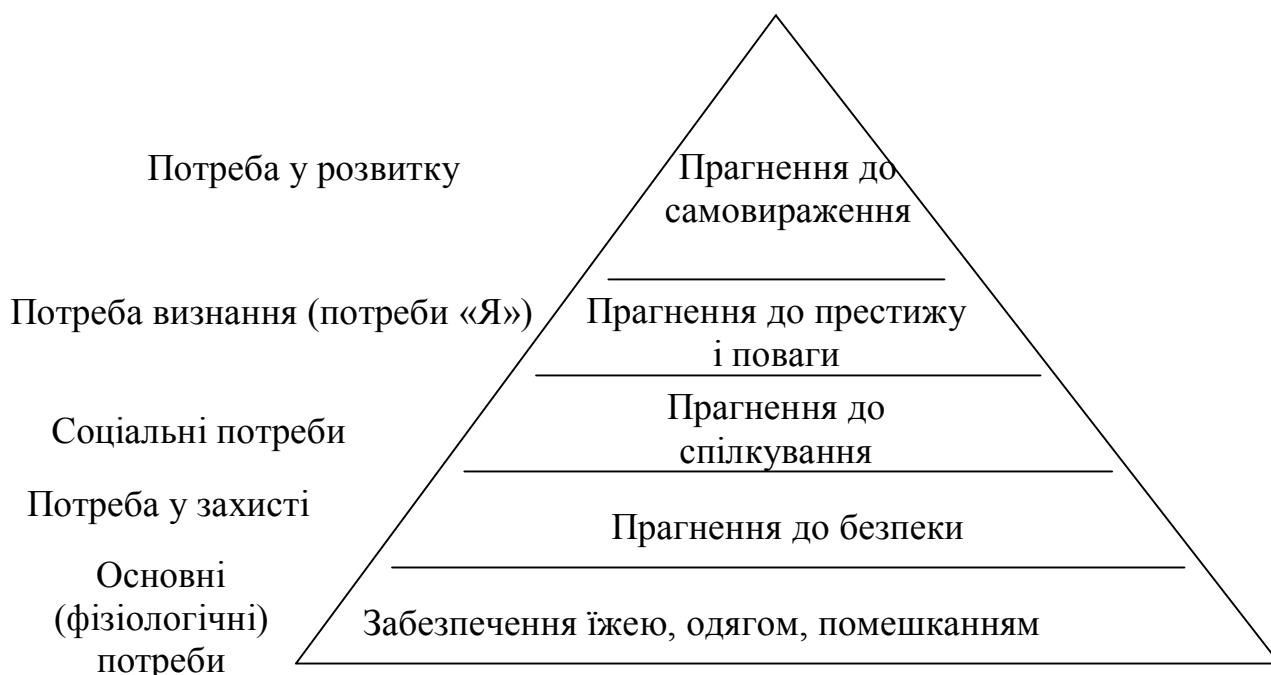 Потреба у розвитку
Прагнення до
самовираження
Потреба визнання (потреби «Я»)
Прагнення до престижу
і поваги
Соціальні потреби
Прагнення до
спілкування
Потреба у захисті
Прагнення до безпеки
Основні
(фізіологічні)
потреби
Забезпечення їжею, одягом, помешканням